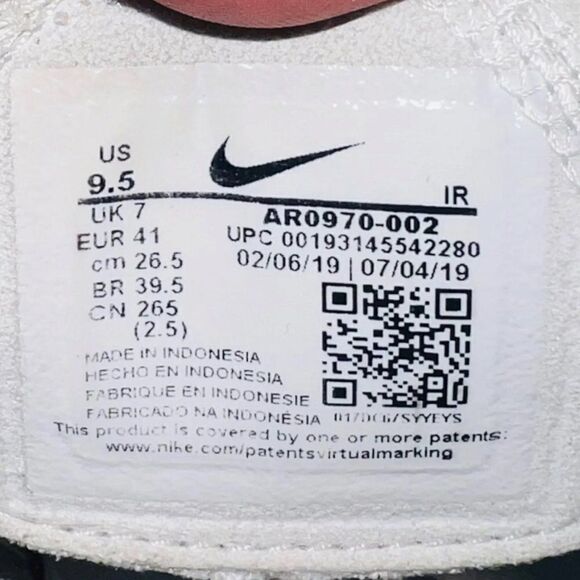 US
9.5
IR
UK 7
AR0970-002
EUR 41
UPC 00193145542280
cm 26.5
02/06/19 | 07/04/19
BR 39.5
CN 265
(2.5)
MADE IN INDONESIA
HECHO EN INDONESIA
FABRIQUE EN INDONESIE
FABRICADO NA INDONÉSIA
This product is covered by one or more patents:
www.nike.com/patentsvirtualmarking